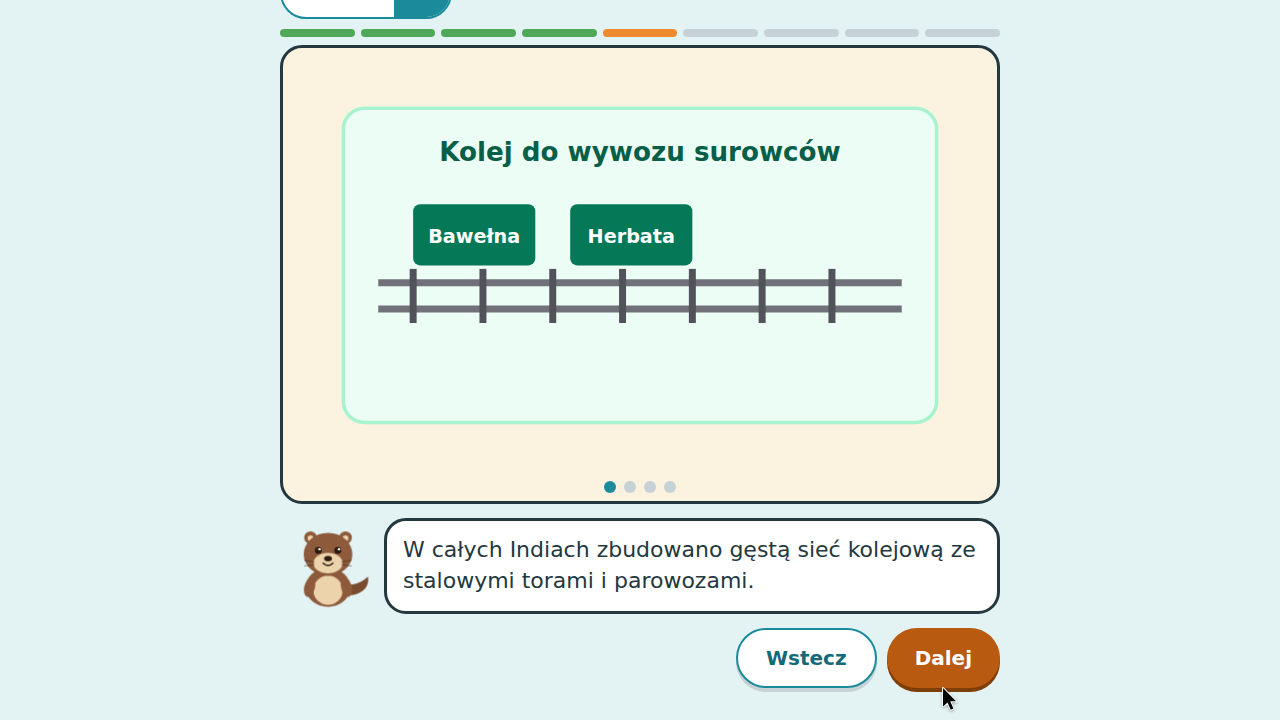 Kolej do wywozu surowców
Bawełna
Herbata
W całych Indiach zbudowano gęstą sieć kolejową ze
stalowymi torami i parowozami.
Wstecz
Dalej